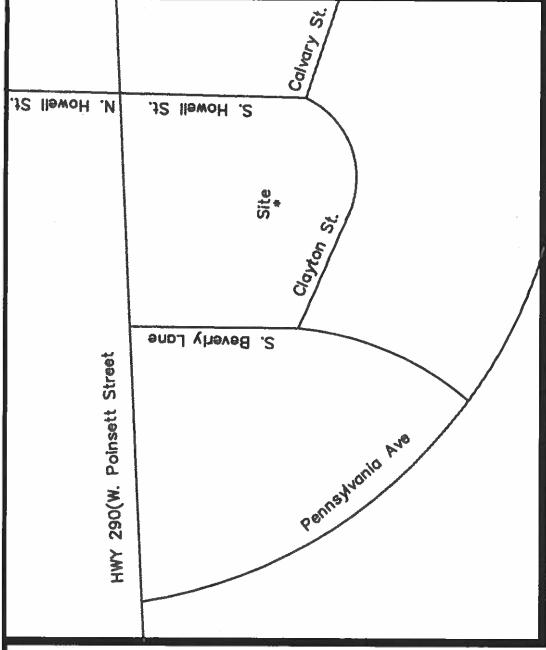 Calvary St.
N. Howell St.
S. Howell St.
Site
*
Clayton St.
S. Beverly Lane
HWY 290(W. Poinsett Street
Pennsylvania Ave